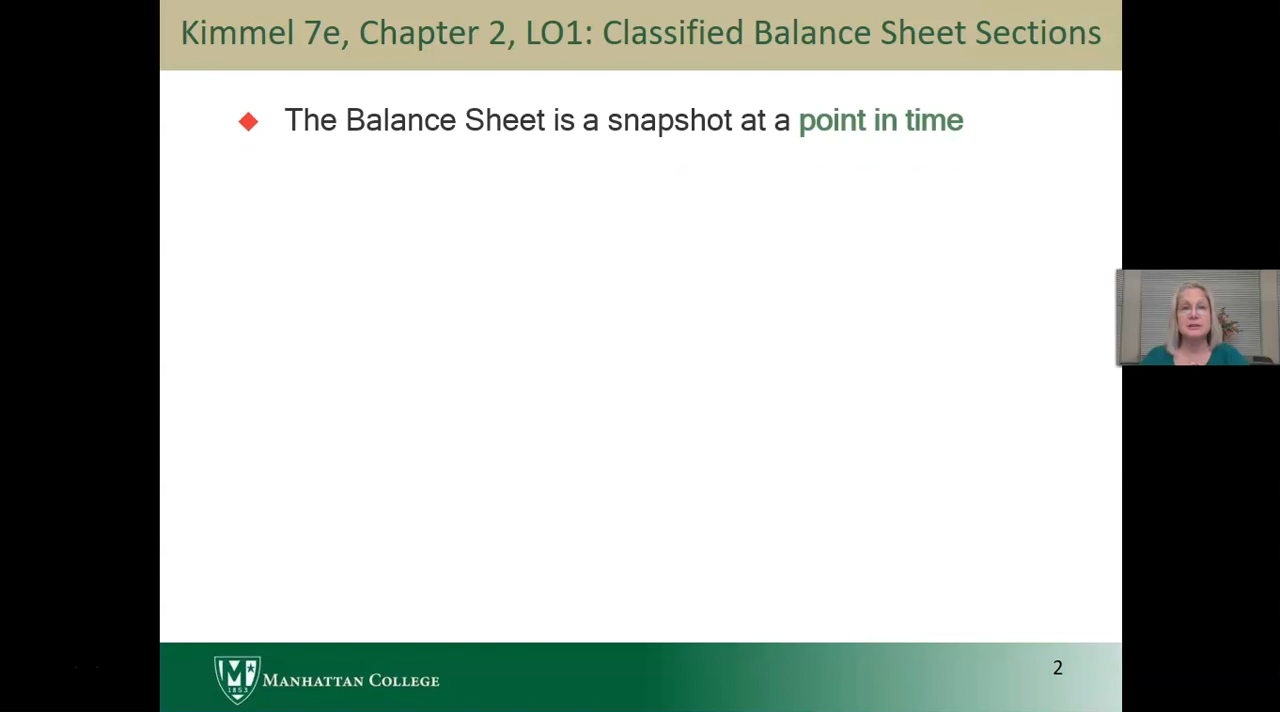 Kimmel 7e, Chapter 2, LO1: Classified Balance Sheet Sections
The Balance Sheet is a snapshot at a point in time
M
1853
MANHATTAN COLLEGE
2